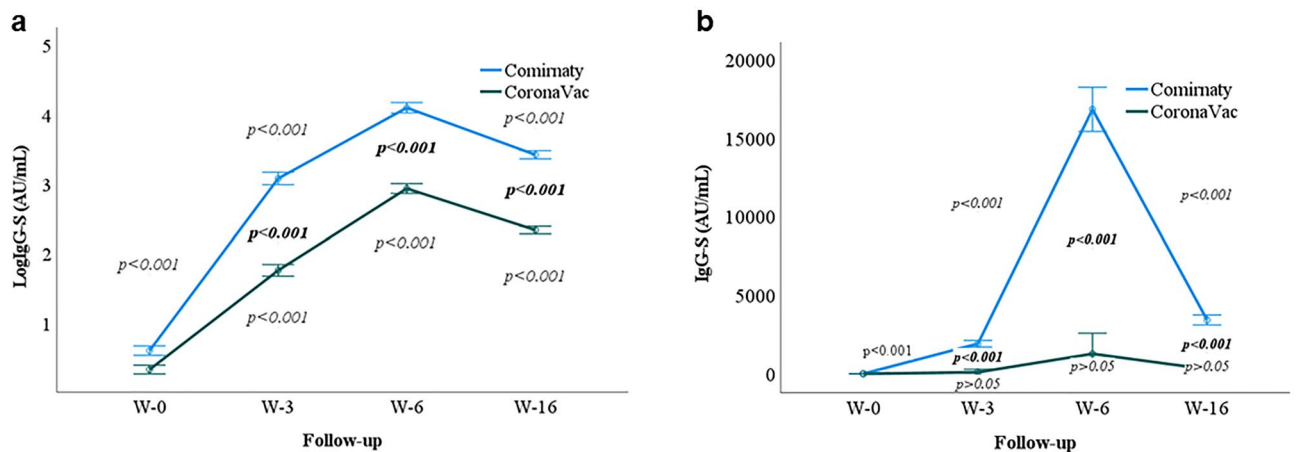 a
5
4
3
2
1
LogIgG-S (AU/mL)
Comirnaty
CoronaVac
p<0.001
p<0.001
p<0.001
p<0.001
p<0.001
p<0.001
p<0.001
p<0.001
p<0.001
p<0.001
W-0 W-3 W-6 W-16
Follow-up
b
20000
15000
10000
5000
0
IgG-S (AU/mL)
Comirnaty
CoronaVac
p<0.001
p<0.001
p<0.001
p<0.001
p<0.001
p<0.001
p>0.05
p>0.05
p>0.05
W-0 W-3 W-6 W-16
Follow-up